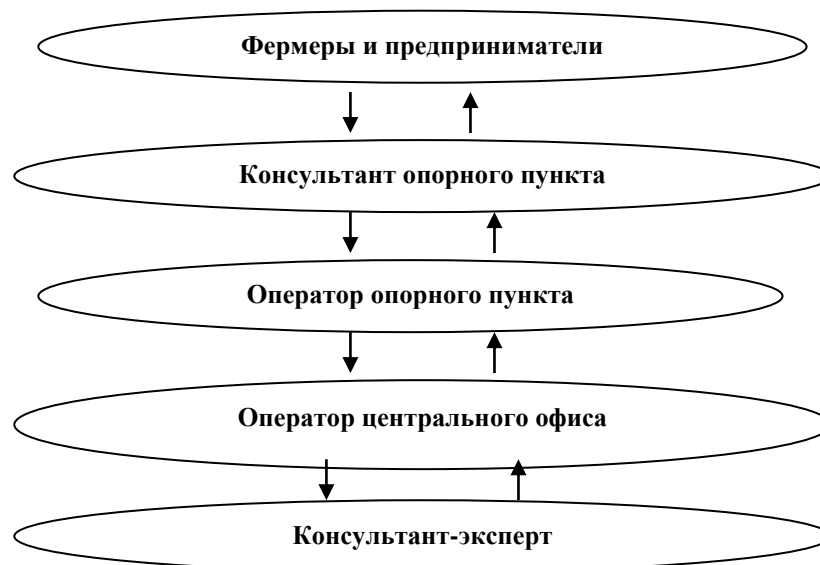 Фермеры и предприниматели
Консультант опорного пункта
Оператор опорного пункта
Оператор центрального офиса
Консультант-эксперт